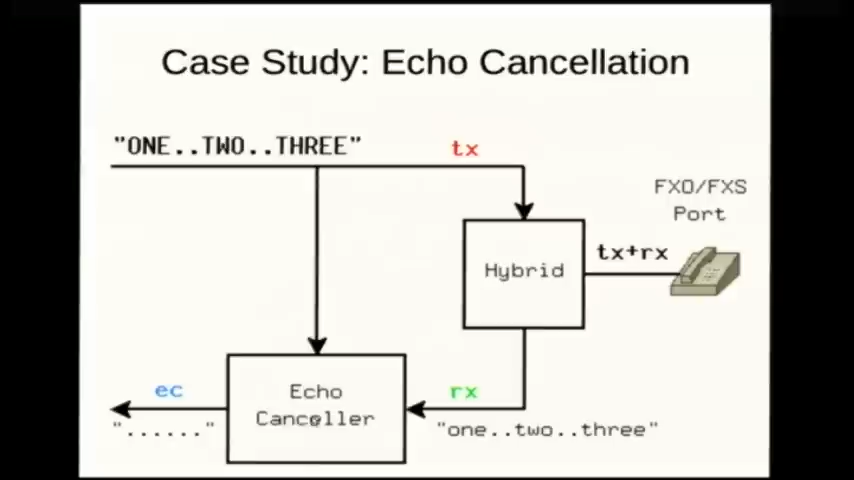 Case Study: Echo Cancellation
"ONE..TWO..THREE"
tx
FXO/FXS
Port
tx+rx
Hybrid
ec
Echo
Canceller
rx
"......"
"one..two..three"